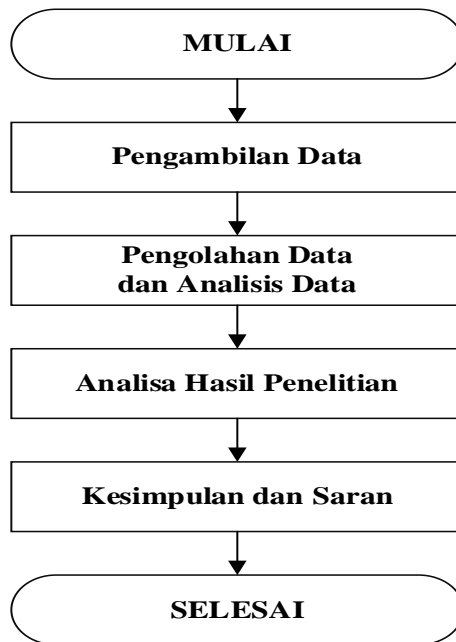 MULAI
Pengambilan Data
Pengolahan Data
dan Analisis Data
Analisa Hasil Penelitian
Kesimpulan dan Saran
SELESAI